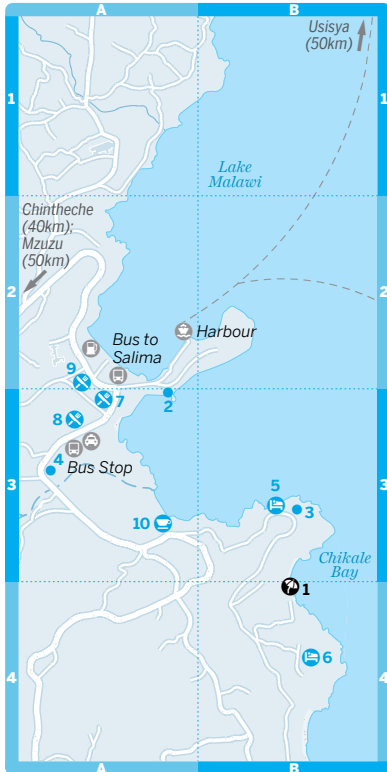 A
B
Usisya
(50km)
1
1
Lake
Malawi
Chintheche
(40km);
Mzuzu
(50km)
2
2
Harbour
Bus to
Salima
9
7
2
8
4
Bus Stop
3
3
5
3
10
Chikale
Bay
1
6
4
4
A
B